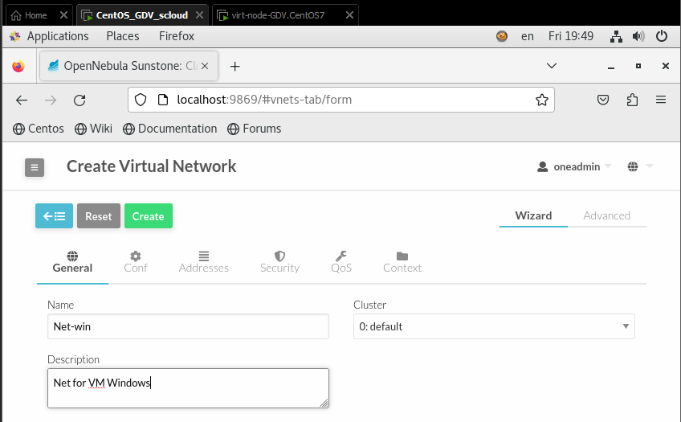 Home CentOS_GDV_scloud virt-node-GDV.CentOS7
Applications Places Firefox en Fri 19:49
OpenNebula Sunstone: Cl
localhost:9869/#vnets-tab/form
Centos Wiki Documentation Forums
Create Virtual Network oneadmin
Reset Create Wizard Advanced
General Conf Addresses Security QoS Context
Name Cluster
Net-win 0: default
Description
Net for VM Windows